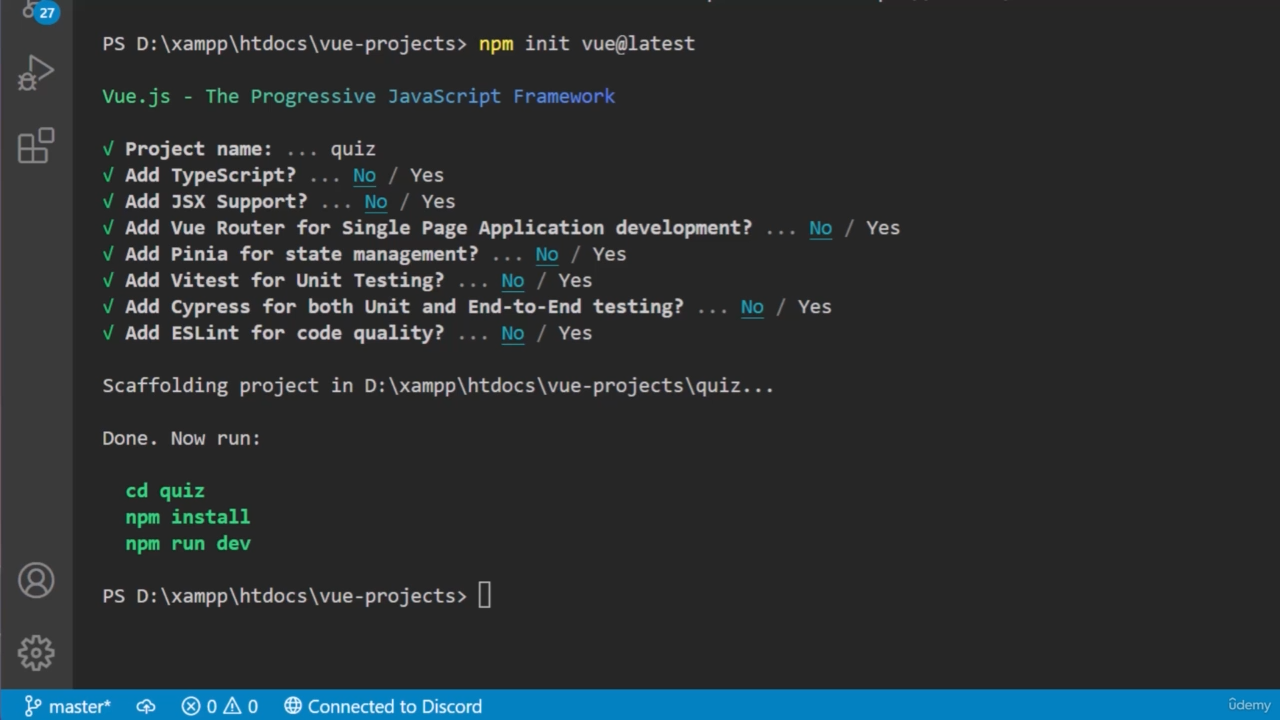 27
PS D:\xampp\htdocs\vue-projects> npm init vue@latest
Vue.js - The Progressive JavaScript Framework
√ Project name: ... quiz
√ Add TypeScript? ... No / Yes
√ Add JSX Support? ... No / Yes
√ Add Vue Router for Single Page Application development? ... No / Yes
√ Add Pinia for state management? ... No / Yes
√ Add Vitest for Unit Testing? ... No / Yes
√ Add Cypress for both Unit and End-to-End testing? ... No / Yes
√ Add ESLint for code quality? ... No / Yes
Scaffolding project in D:\xampp\htdocs\vue-projects\quiz...
Done. Now run:
cd quiz
npm install
npm run dev
PS D:\xampp\htdocs\vue-projects>
master* 0 0 Connected to Discord
ûdemy